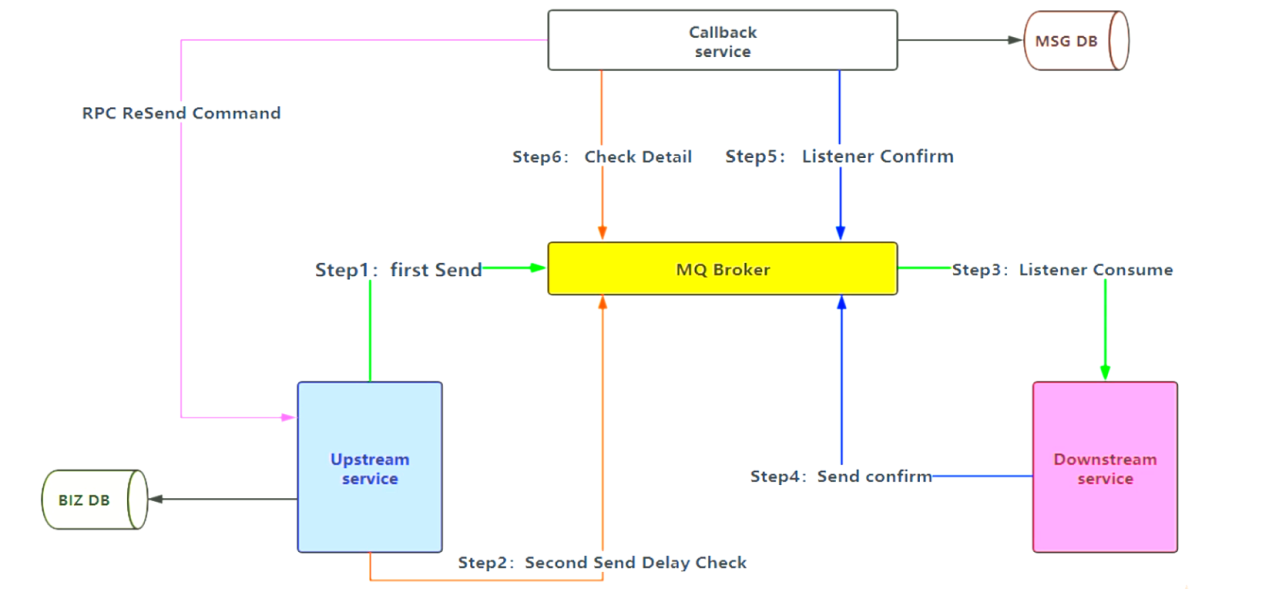 Callback
service
MSG DB
RPC ReSend Command
Step6： Check Detail
Step5： Listener Confirm
Step1：first Send
MQ Broker
Step3：Listener Consume
Upstream
service
Downstream
service
Step4：Send confirm
BIZ DB
Step2：Second Send Delay Check